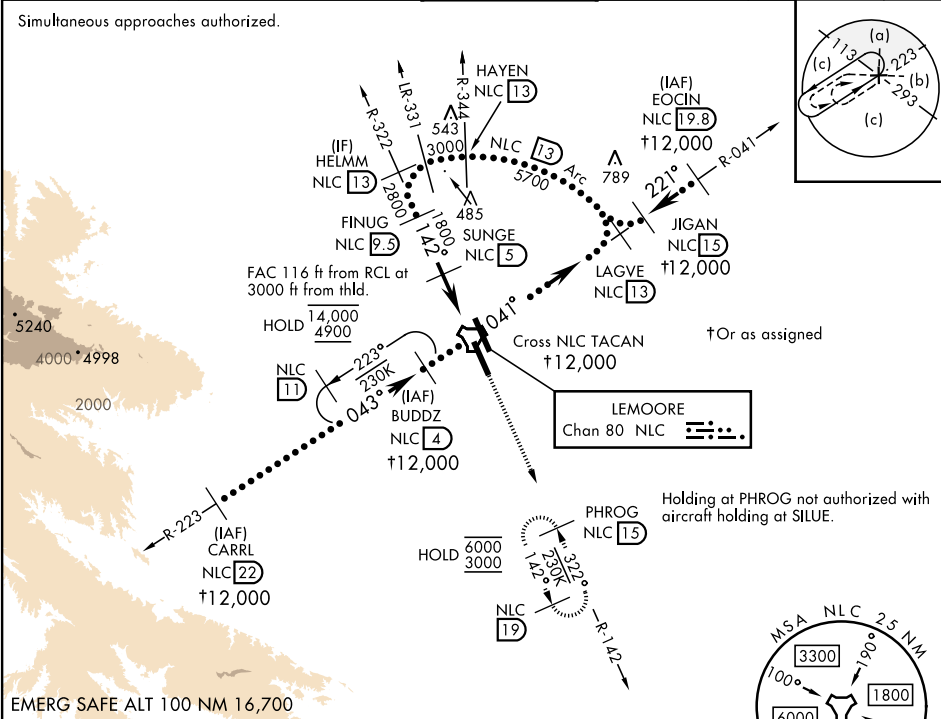 Simultaneous approaches authorized.
(a)
113
223
(c)
(b)
293
(c)
R-322
LR-331
R-344
HAYEN
NLC 13
543
3000
NLC 13 Arc
5700
789
(IAF)
EOCIN
NLC 19.8
†12,000
R-041
221°
(IF)
HELMM
NLC 13
2800
485
1800
142°
FINUG
NLC 9.5
SUNGE
NLC 5
JIGAN
NLC 15
†12,000
LAGVE
NLC 13
FAC 116 ft from RCL at
3000 ft from thld.
HOLD 14,000
4900
041°
Cross NLC TACAN
†12,000
†Or as assigned
5240
4000
4998
2000
NLC
11
223°
230K
043°
(IAF)
BUDDZ
NLC 4
†12,000
LEMOORE
Chan 80 NLC
R-223
(IAF)
CARRL
NLC 22
†12,000
PHROG
NLC 15
Holding at PHROG not authorized with
aircraft holding at SILUE.
HOLD 6000
3000
322°
230K
142°
NLC
19
R-142
MSA NLC 25 NM
3300
190°
100°
1800
6000
EMERG SAFE ALT 100 NM 16,700